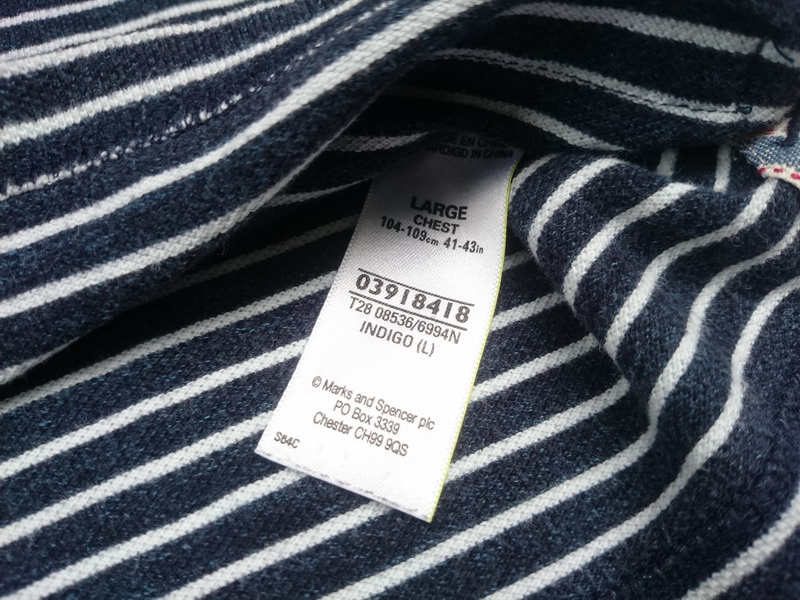 LARGE
CHEST
104-109cm 41-43in
03918418
T28 08536/6994N
INDIGO (L)
© Marks and Spencer plc
PO Box 3339
Chester CH99 9QS
S64C